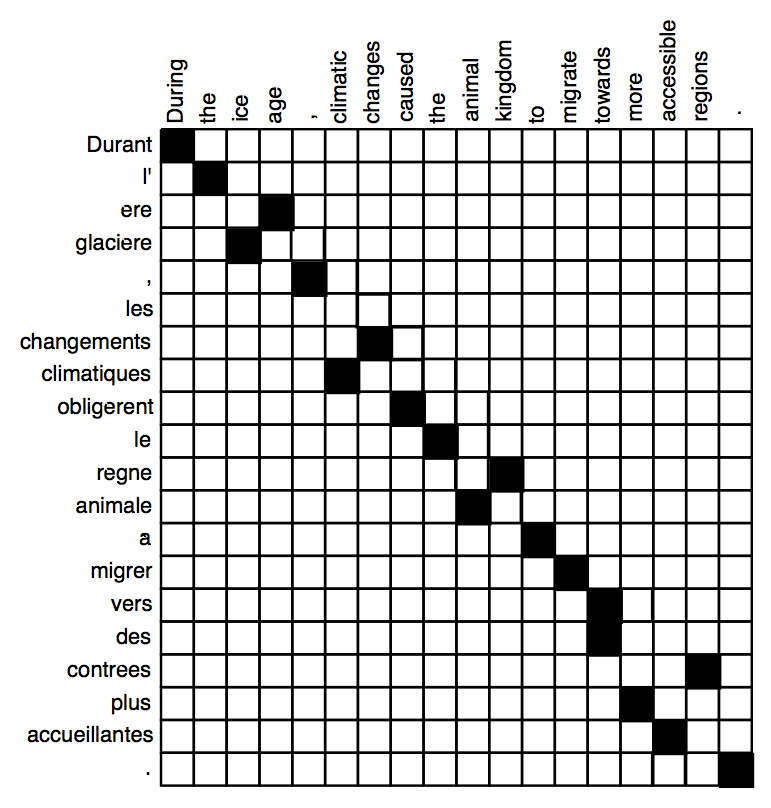 During
the
ice
age
,
climatic
changes
caused
the
animal
kingdom
to
migrate
towards
more
accessible
regions
.
Durant
l'
ere
glaciere
,
les
changements
climatiques
obligerent
le
regne
animale
a
migrer
vers
des
contrees
plus
accueillantes
.